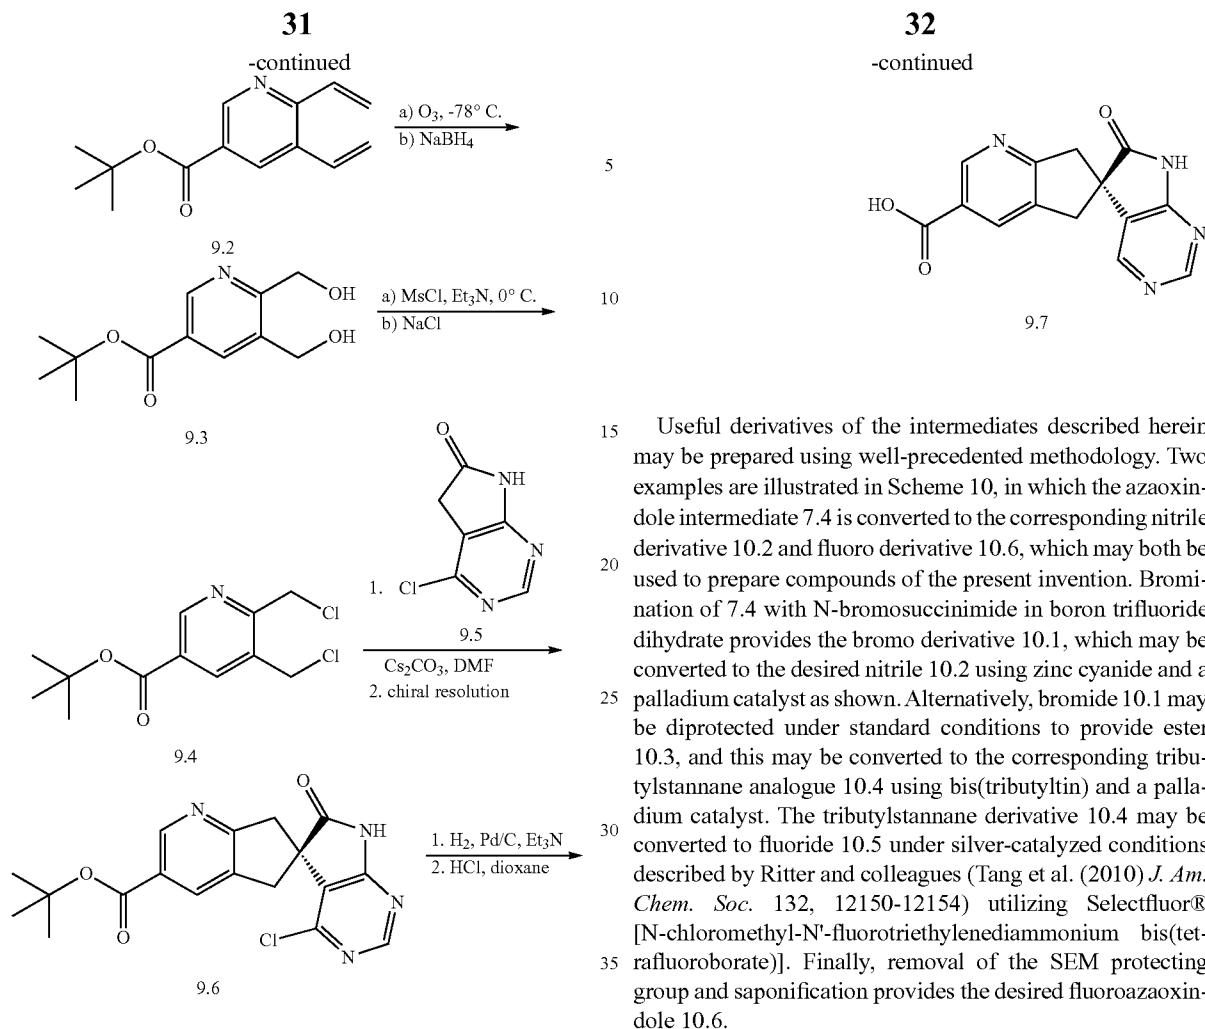 31
-continued
N
O
O
9.2
a) O₃, -78° C.
b) NaBH₄
N
OH
OH
O
O
9.3
a) MsCl, Et₃N, 0° C.
b) NaCl
N
Cl
Cl
O
O
9.4
O
NH
N
N
Cl
1.
9.5
Cs₂CO₃, DMF
2. chiral resolution
N
O
NH
N
N
Cl
O
O
9.6
1. H₂, Pd/C, Et₃N
2. HCl, dioxane
5
10
15
20
25
30
35
32
-continued
O
N
NH
HO
N
O
N
9.7
Useful derivatives of the intermediates described herein
may be prepared using well-precedented methodology. Two
examples are illustrated in Scheme 10, in which the azaoxin-
dole intermediate 7.4 is converted to the corresponding nitrile
derivative 10.2 and fluoro derivative 10.6, which may both be
used to prepare compounds of the present invention. Bromi-
nation of 7.4 with N-bromosuccinimide in boron trifluoride
dihydrate provides the bromo derivative 10.1, which may be
converted to the desired nitrile 10.2 using zinc cyanide and a
palladium catalyst as shown. Alternatively, bromide 10.1 may
be diprotected under standard conditions to provide ester
10.3, and this may be converted to the corresponding tribu-
tylstannane analogue 10.4 using bis(tributyltin) and a palla-
dium catalyst. The tributylstannane derivative 10.4 may be
converted to fluoride 10.5 under silver-catalyzed conditions
described by Ritter and colleagues (Tang et al. (2010) J. Am.
Chem. Soc. 132, 12150-12154) utilizing Selectfluor®
[N-chloromethyl-N'-fluorotriethylenediammonium bis(tet-
rafluoroborate)]. Finally, removal of the SEM protecting
group and saponification provides the desired fluoroazaoxin-
dole 10.6.